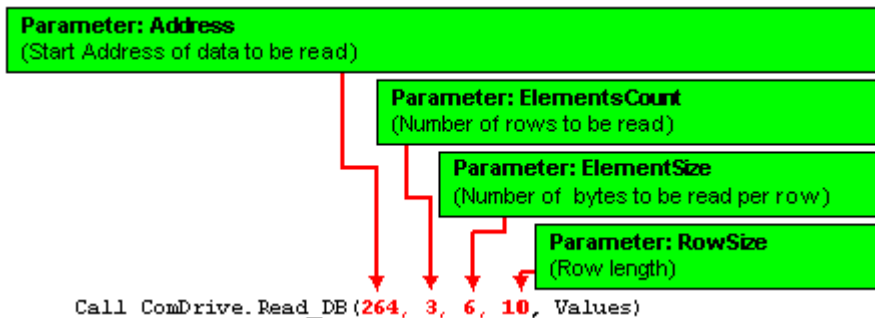 Parameter: Address
(Start Address of data to be read)
Parameter: ElementsCount
(Number of rows to be read)
Parameter: ElementSize
(Number of bytes to be read per row)
Parameter: RowSize
(Row length)
Call ComDrive.Read_DB(264, 3, 6, 10, Values)